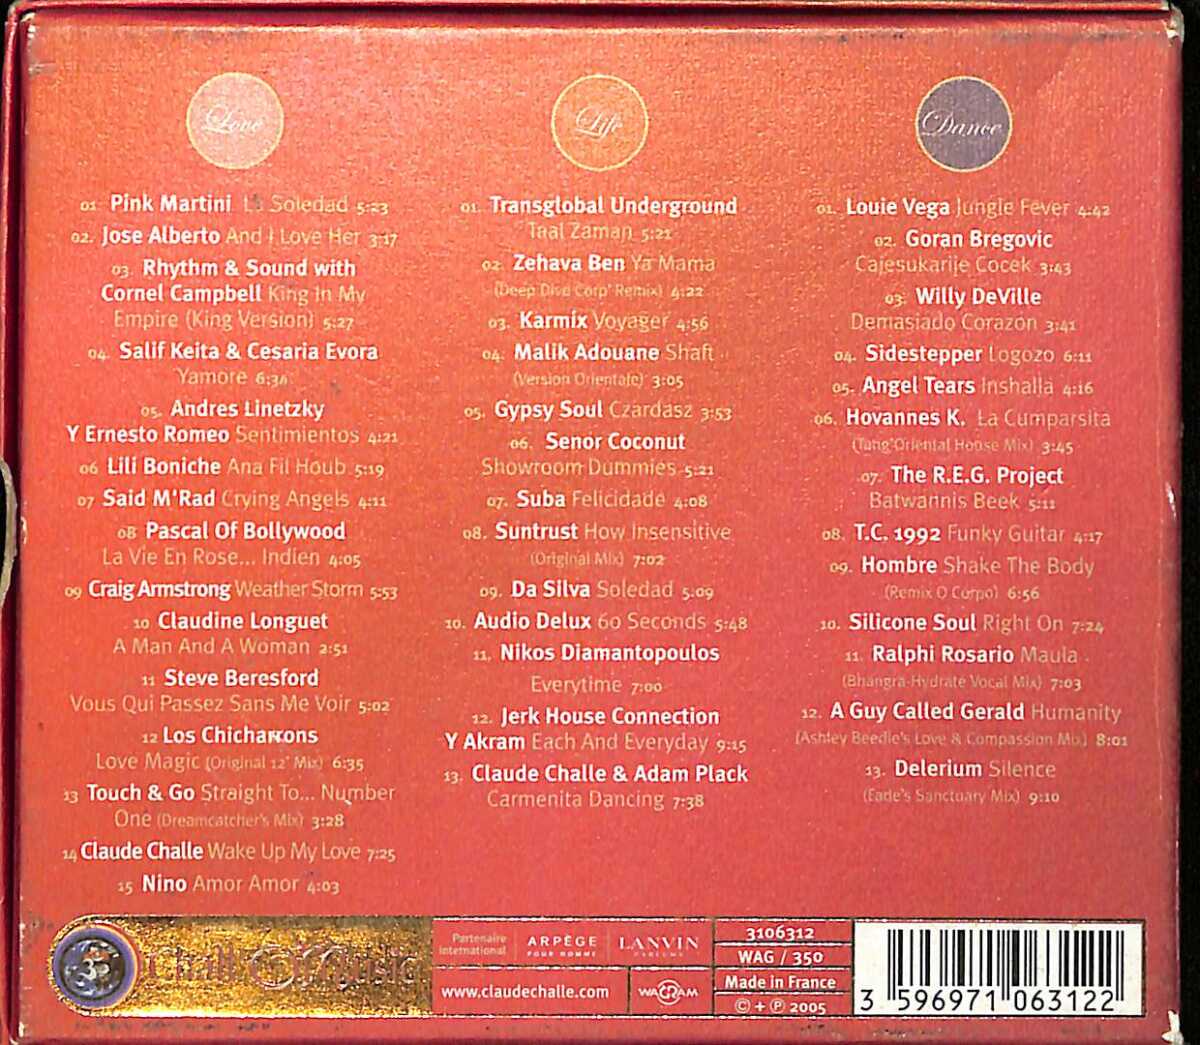 Love
01. Pink Martini La Soledad 5:23
02. Jose Alberto And I Love Her 3:17
03. Rhythm & Sound with
Cornel Campbell King In My
Empire (King Version) 5:27
04. Salif Keita & Cesaria Evora
Yamore 6:34
05. Andres Linetzky
Y Ernesto Romeo Sentimientos 4:21
06 Lili Boniche Ana Fil Houb 5:19
07 Said M'Rad Crying Angels 4:11
08 Pascal Of Bollywood
La Vie En Rose... Indien 4:05
09 Craig Armstrong Weather Storm 5:53
10 Claudine Longuet
A Man And A Woman 2:51
11 Steve Beresford
Vous Qui Passez Sans Me Voir 5:02
12 Los Chicharrons
Love Magic (Original 12" Mix) 6:35
13 Touch & Go Straight To... Number
One (Dreamcatcher's Mix) 3:28
14 Claude Challe Wake Up My Love 7:25
15 Nino Amor Amor 4:03
Life
01. Transglobal Underground
Taal Zaman 5:21
02. Zehava Ben Ya Mama
(Deep Dive Corp' Remix) 4:22
03. Karmix Voyager 4:56
04. Malik Adouane Shaft
(Version Orientale) 3:05
05. Gypsy Soul Czardasz 3:53
06. Senor Coconut
Showroom Dummies 5:21
07. Suba Felicidade 4:08
08. Suntrust How Insensitive
(Original Mix) 7:02
09. Da Silva Soledad 5:09
10. Audio Delux 60 Seconds 5:48
11. Nikos Diamantopoulos
Everytime 7:00
12. Jerk House Connection
Y Akram Each And Everyday 9:15
13. Claude Challe & Adam Plack
Carmenita Dancing 7:38
Dance
01. Louie Vega Jungle Fever 4:42
02. Goran Bregovic
Cajesukarije Cocek 3:43
03. Willy DeVille
Demasiado Corazon 3:41
04. Sidestepper Logozo 6:11
05. Angel Tears Inshalla 4:16
06. Hovannes K. La Cumparsita
(Tang'Oriental House Mix) 3:45
07. The R.E.G. Project
Batwannis Beek 5:11
08. T.C. 1992 Funky Guitar 4:17
09. Hombre Shake The Body
(Remix O Corpo) 6:56
10. Silicone Soul Right On 7:24
11. Ralphi Rosario Maula
(Bhangra-Hydrate Vocal Mix) 7:03
12. A Guy Called Gerald Humanity
(Ashley Beedle's Love & Compassion Mix) 8:01
13. Delerium Silence
(Fade's Sanctuary Mix) 9:10
Chall'O'Music
Partenaire
International
ARPÈGE
POUR HOMME
LANVIN
PARFUMS
www.claudechalle.com
WAGRAM
3106312
WAG / 350
Made in France
© + ℗ 2005
3 596971 063122